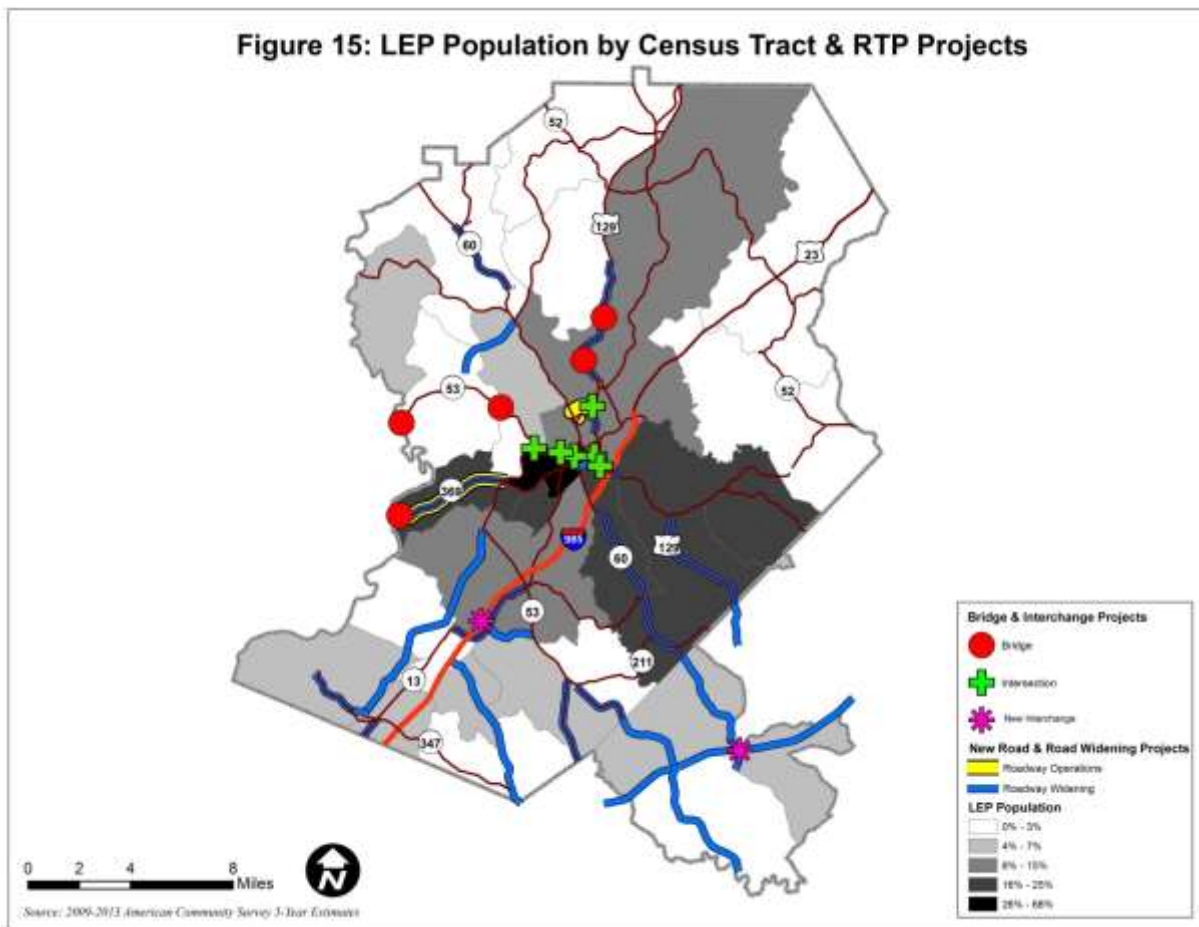 Figure 15: LEP Population by Census Tract & RTP Projects
52
129
60
23
53
52
369
985
60
129
53
211
13
347
Bridge & Interchange Projects
Bridge
Intersection
New Interchange
New Road & Road Widening Projects
Roadway Operations
Roadway Widening
LEP Population
0% - 3%
4% - 7%
8% - 15%
16% - 25%
26% - 68%
0 2 4 8
Miles
N
Source: 2009-2013 American Community Survey 5-Year Estimates